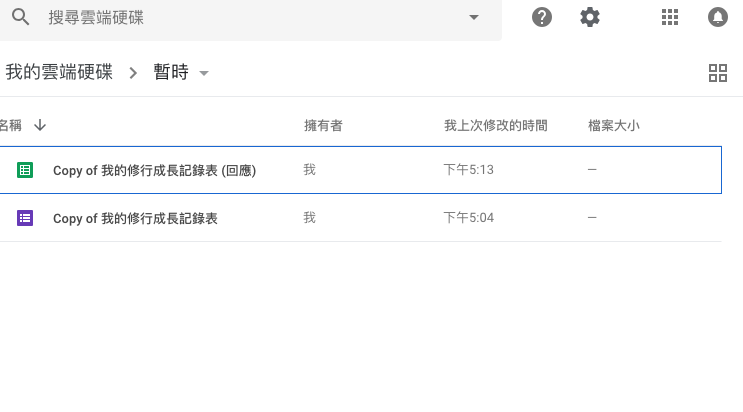 搜尋雲端硬碟
我的雲端硬碟 > 暫時
名稱 ↓ 擁有者 我上次修改的時間 檔案大小
Copy of 我的修行成長記錄表 (回應) 我 下午5:13 —
Copy of 我的修行成長記錄表 我 下午5:04 —